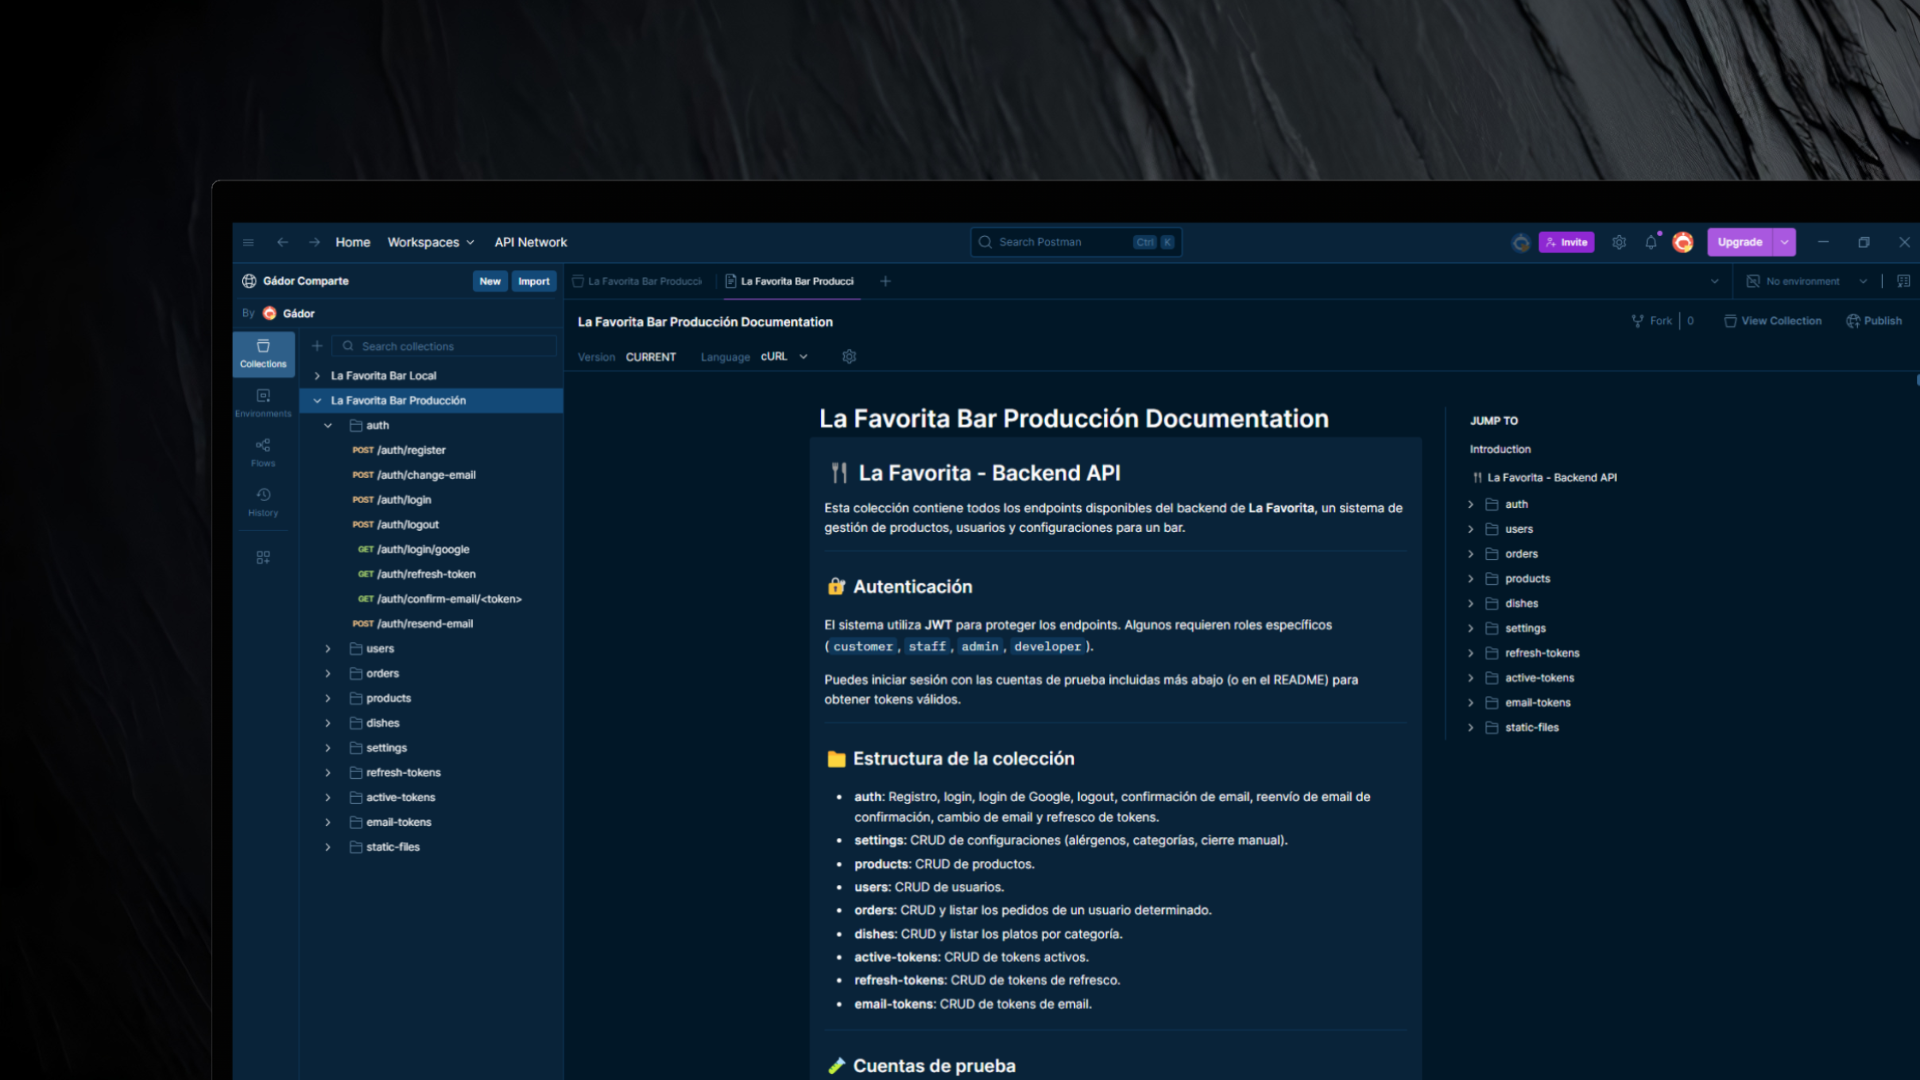 Home
Workspaces
API Network
Search Postman
Ctrl
K
Invite
Upgrade
Gádor Comparte
New
Import
La Favorita Bar Producci
La Favorita Bar Producci
No environment
By
Gádor
La Favorita Bar Producción Documentation
Fork
0
View Collection
Publish
Version
CURRENT
Language
cURL
Collections
Environments
Flows
History
Search collections
La Favorita Bar Local
La Favorita Bar Producción
auth
POST /auth/register
POST /auth/change-email
POST /auth/login
POST /auth/logout
GET /auth/login/google
GET /auth/refresh-token
GET /auth/confirm-email/<token>
POST /auth/resend-email
users
orders
products
dishes
settings
refresh-tokens
active-tokens
email-tokens
static-files
La Favorita Bar Producción Documentation
🍴 La Favorita - Backend API
Esta colección contiene todos los endpoints disponibles del backend de La Favorita, un sistema de
gestión de productos, usuarios y configuraciones para un bar.
🔐 Autenticación
El sistema utiliza JWT para proteger los endpoints. Algunos requieren roles específicos
(customer, staff, admin, developer).
Puedes iniciar sesión con las cuentas de prueba incluidas más abajo (o en el README) para
obtener tokens válidos.
📁 Estructura de la colección
• auth: Registro, login, login de Google, logout, confirmación de email, reenvío de email de
confirmación, cambio de email y refresco de tokens.
• settings: CRUD de configuraciones (alérgenos, categorías, cierre manual).
• products: CRUD de productos.
• users: CRUD de usuarios.
• orders: CRUD y listar los pedidos de un usuario determinado.
• dishes: CRUD y listar los platos por categoría.
• active-tokens: CRUD de tokens activos.
• refresh-tokens: CRUD de tokens de refresco.
• email-tokens: CRUD de tokens de email.
🧪 Cuentas de prueba
JUMP TO
Introduction
🍴 La Favorita - Backend API
auth
users
orders
products
dishes
settings
refresh-tokens
active-tokens
email-tokens
static-files